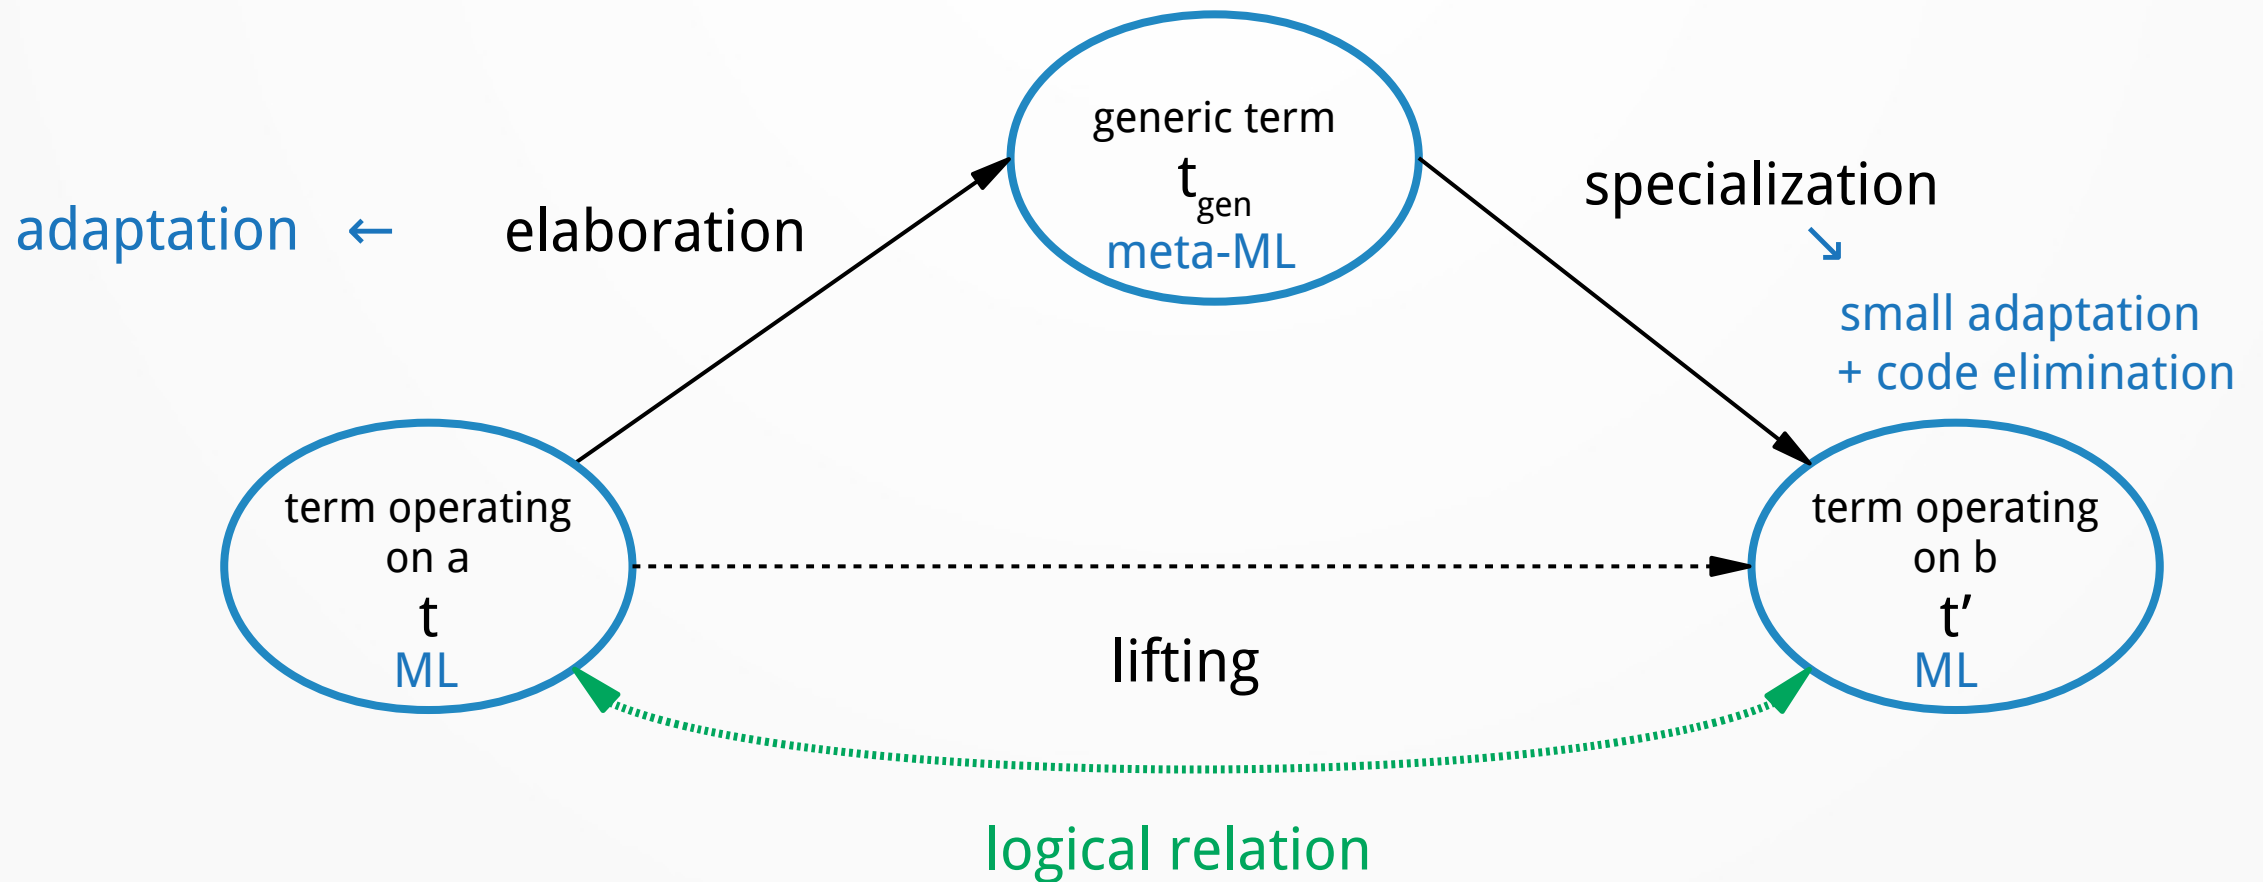 generic term
t gen
meta-ML
specialization
↘
adaptation ← elaboration
small adaptation
+ code elimination
term operating
on a
t
ML
term operating
on b
t’
ML
lifting
logical relation